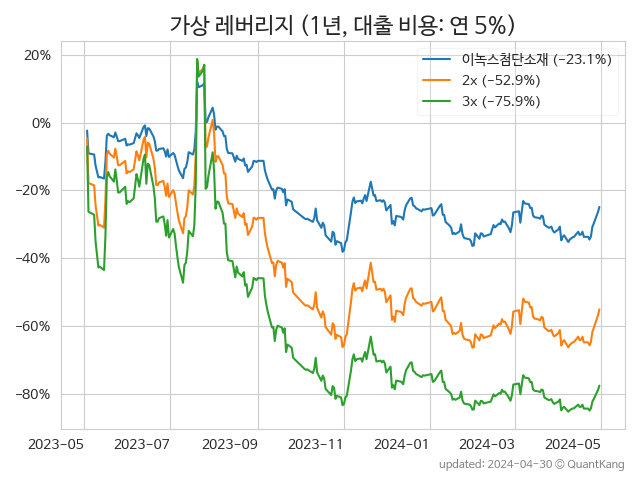 가상 레버리지 (1년, 대출 비용: 연 5%)
이녹스첨단소재 (−23.1%)
2x (−52.9%)
3x (−75.9%)
20%
0%
−20%
−40%
−60%
−80%
2023-05 2023-07 2023-09 2023-11 2024-01 2024-03 2024-05
updated: 2024-04-30 © QuantKang